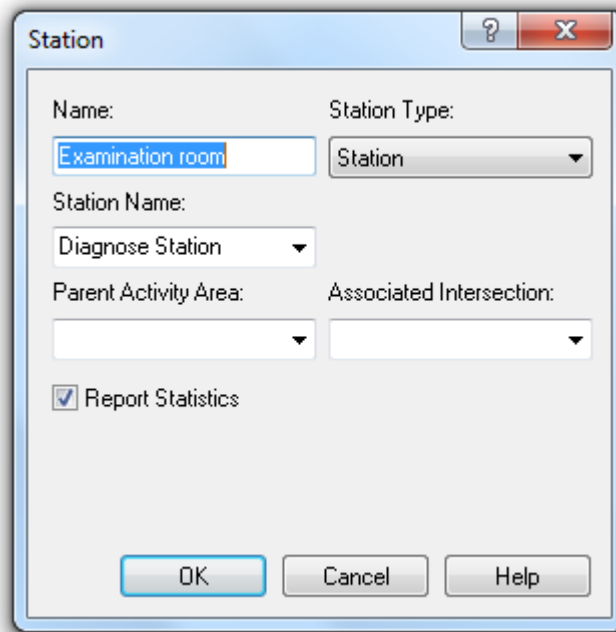 Station
Name: Station Type:
Examination room Station
Station Name:
Diagnose Station
Parent Activity Area: Associated Intersection:
Report Statistics
OK Cancel Help